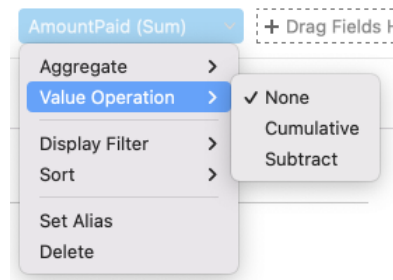 AmountPaid (Sum)
+ Drag Fields H
Aggregate
Value Operation
✓ None
Cumulative
Subtract
Display Filter
Sort
Set Alias
Delete